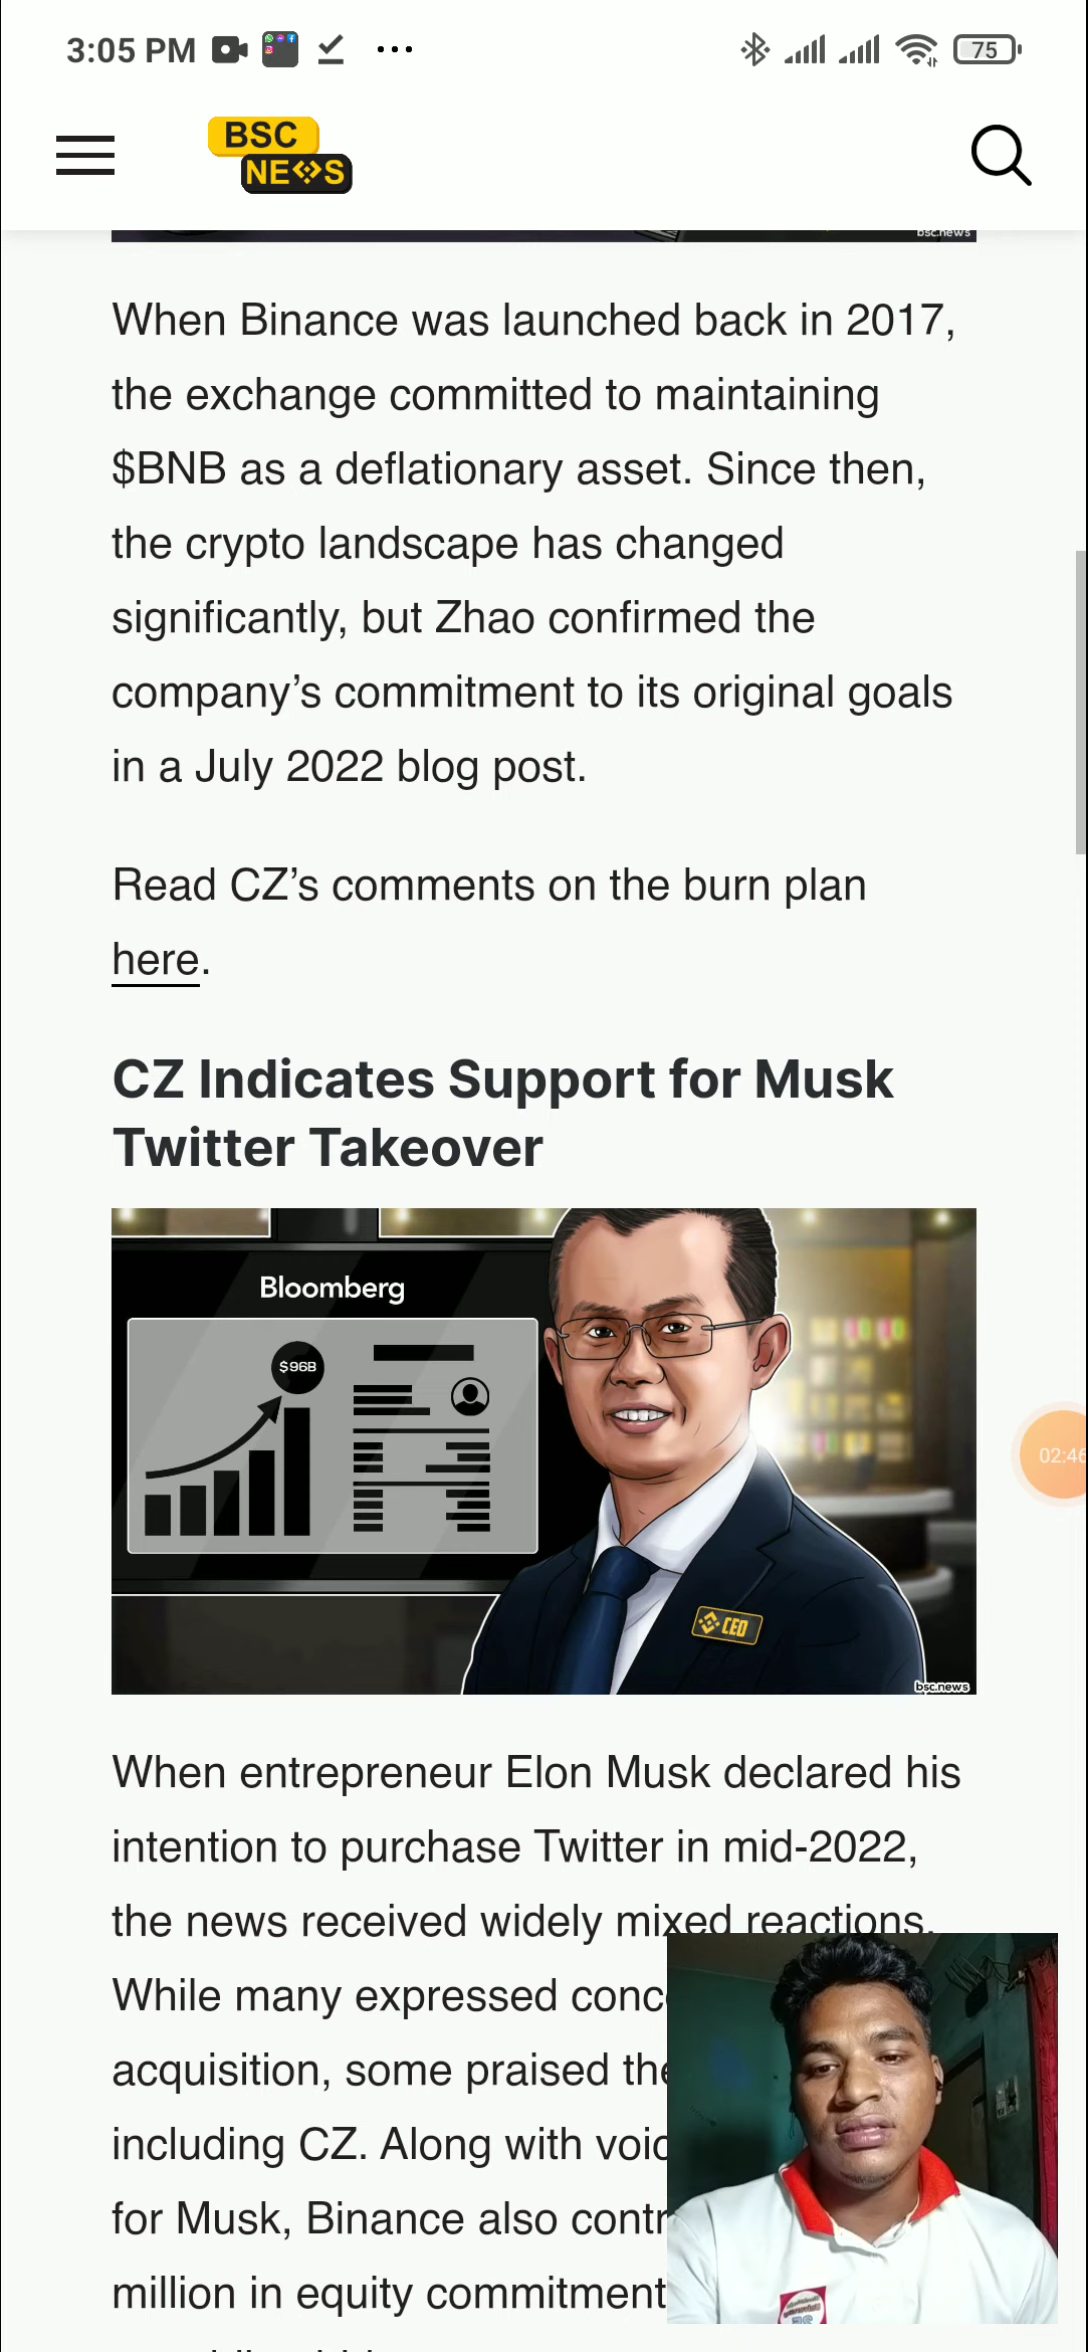 3:05 PM
75
BSC
NEWS
bsc.news
When Binance was launched back in 2017,
the exchange committed to maintaining
$BNB as a deflationary asset. Since then,
the crypto landscape has changed
significantly, but Zhao confirmed the
company’s commitment to its original goals
in a July 2022 blog post.
Read CZ’s comments on the burn plan
here.
CZ Indicates Support for Musk
Twitter Takeover
Bloomberg
$96B
CEO
bsc.news
02:46
When entrepreneur Elon Musk declared his
intention to purchase Twitter in mid-2022,
the news received widely mixed reactions.
While many expressed
acquisition, some praised
including CZ. Along with
for Musk, Binance also
million in equity commitment